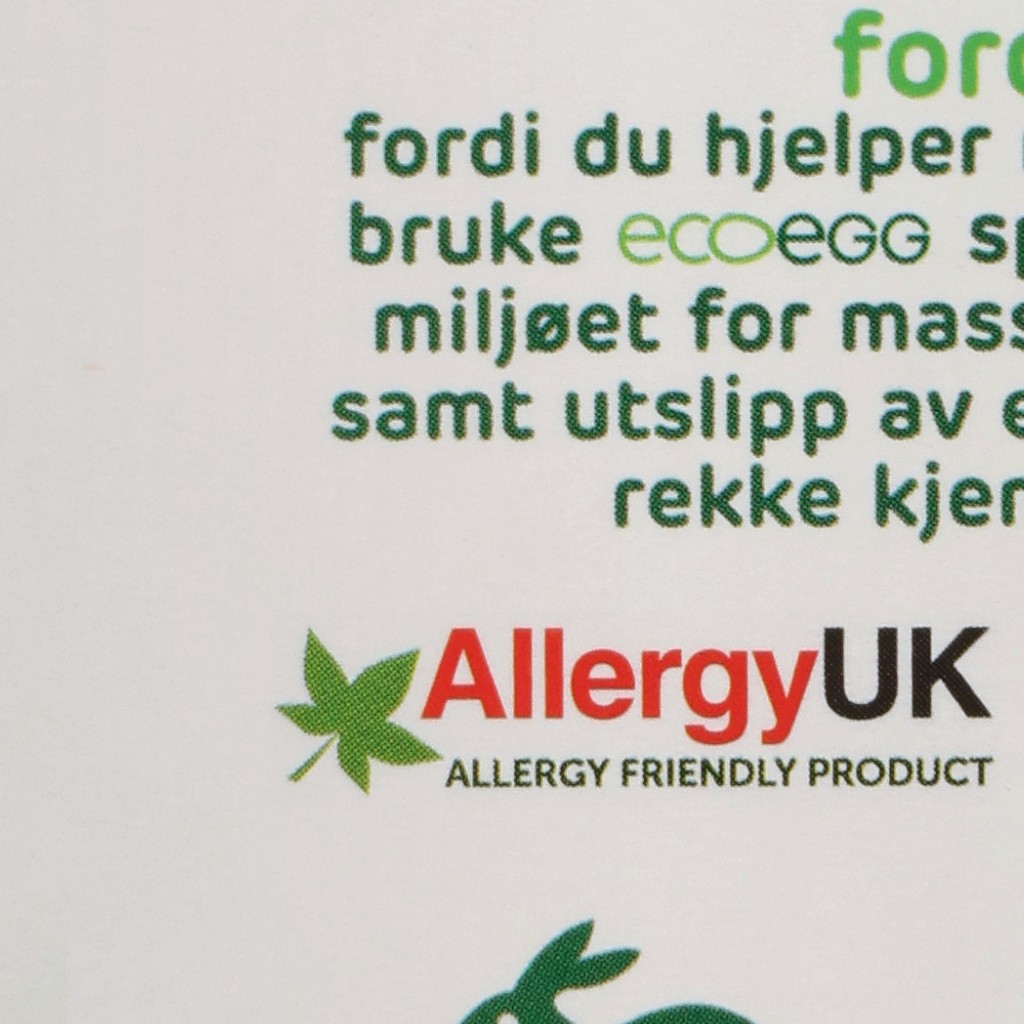 fordi du hjelper
bruke ecoegg
miljøet for
samt utslipp av
rekke
AllergyUK
ALLERGY FRIENDLY PRODUCT